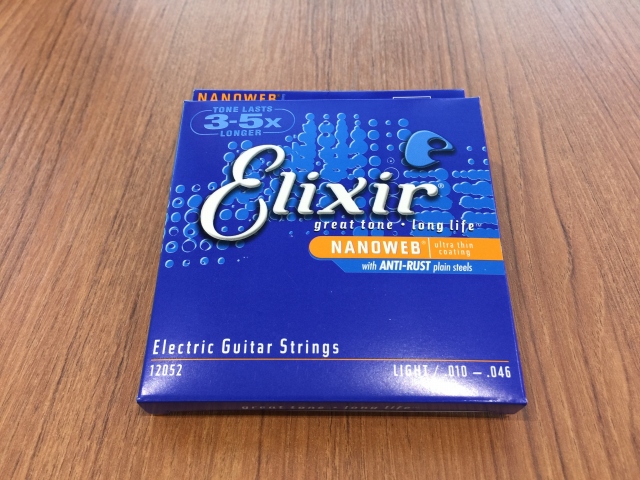 NANOWEB
TONE LASTS
3-5x
LONGER
e
Elixir®
great tone • long life™
NANOWEB® ultra thin coating
with ANTI-RUST plain steels
Electric Guitar Strings
12052 LIGHT / .010 – .046
great tone • long life